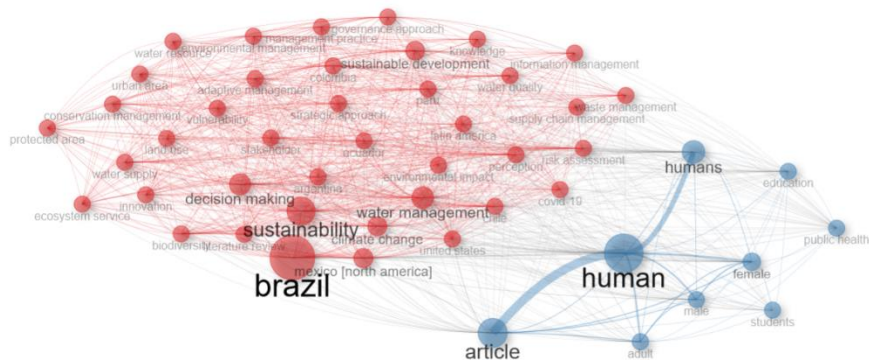 governance approach
management practice
water resource
environmental management
knowledge
sustainable development
information management
colombia
urban area
adaptive management
peru
water quality
conservation management
vulnerability
strategic approach
waste management
supply chain management
protected area
land use
stakeholder
ecuador
latin america
perception
risk assessment
humans
water supply
argentina
environmental impact
education
decision making
innovation
ecosystem service
water management
chile
covid-19
sustainability
biodiversity
literature review
climate change
united states
public health
mexico [north america]
brazil
human
female
male
students
article
adult